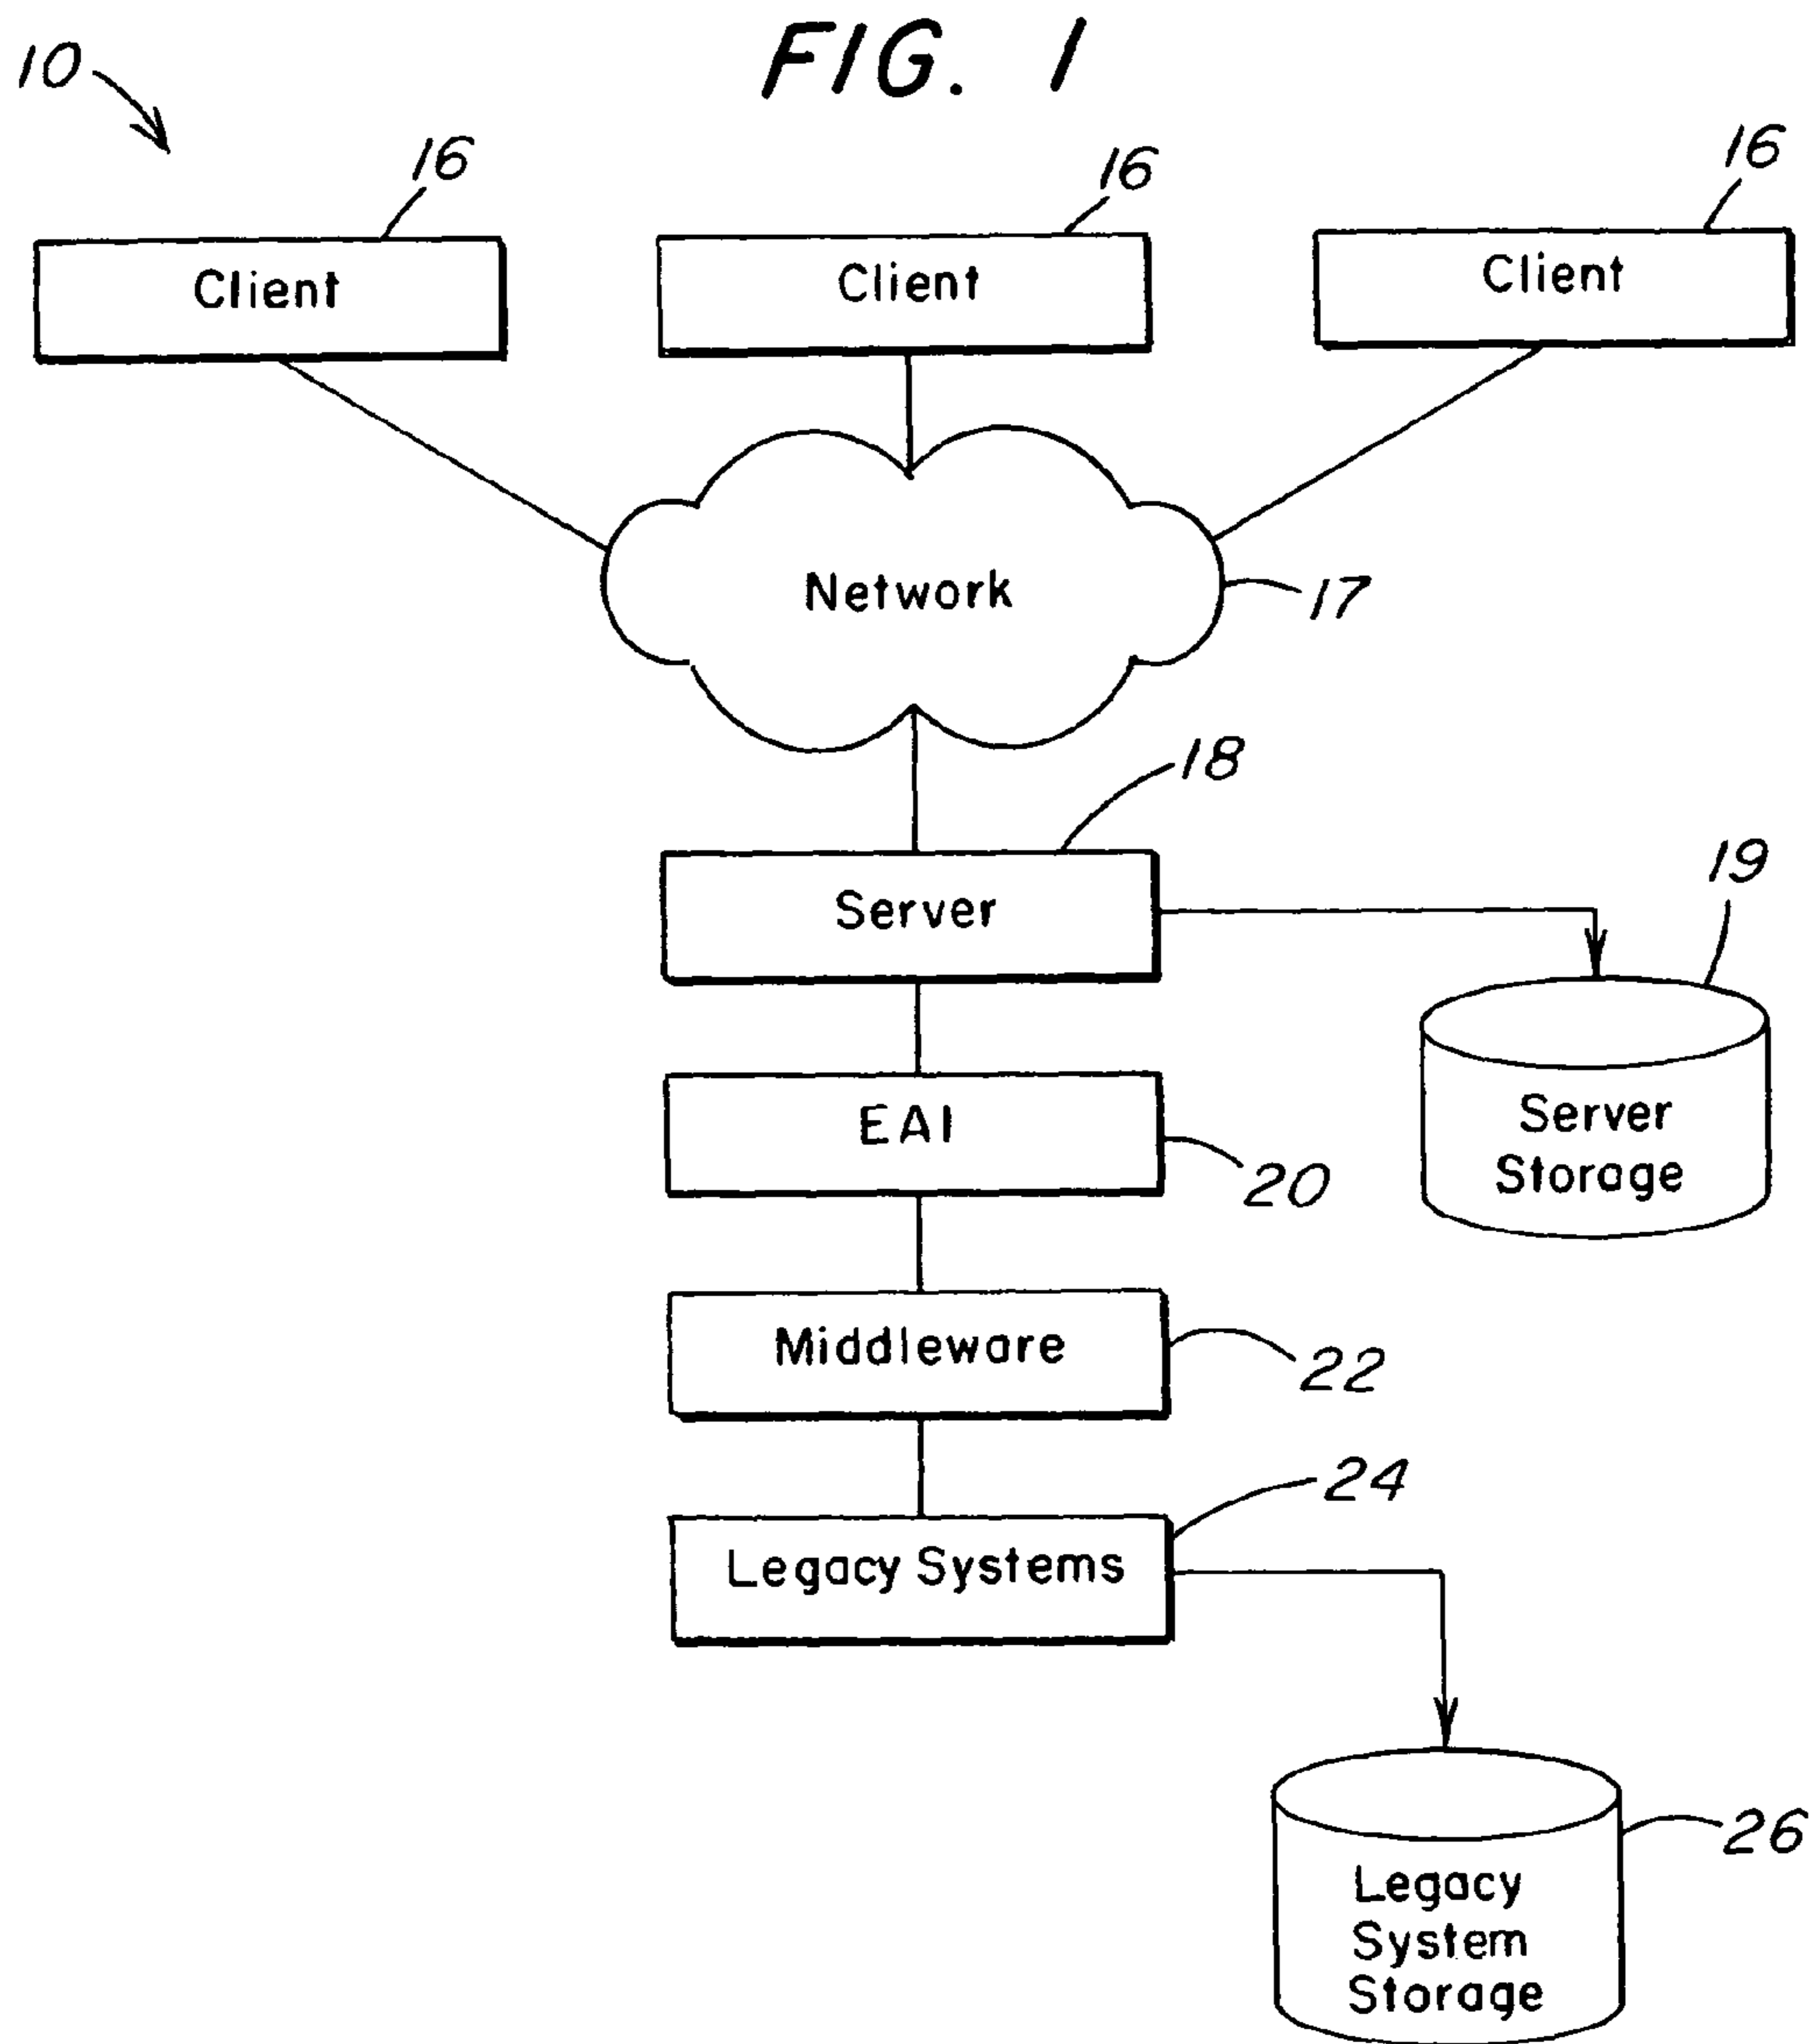 FIG. 1
10
16
16
16
Client
Client
Client
Network
17
18
Server
19
Server
Storage
EAI
20
Middleware
22
24
Legacy Systems
26
Legacy
System
Storage